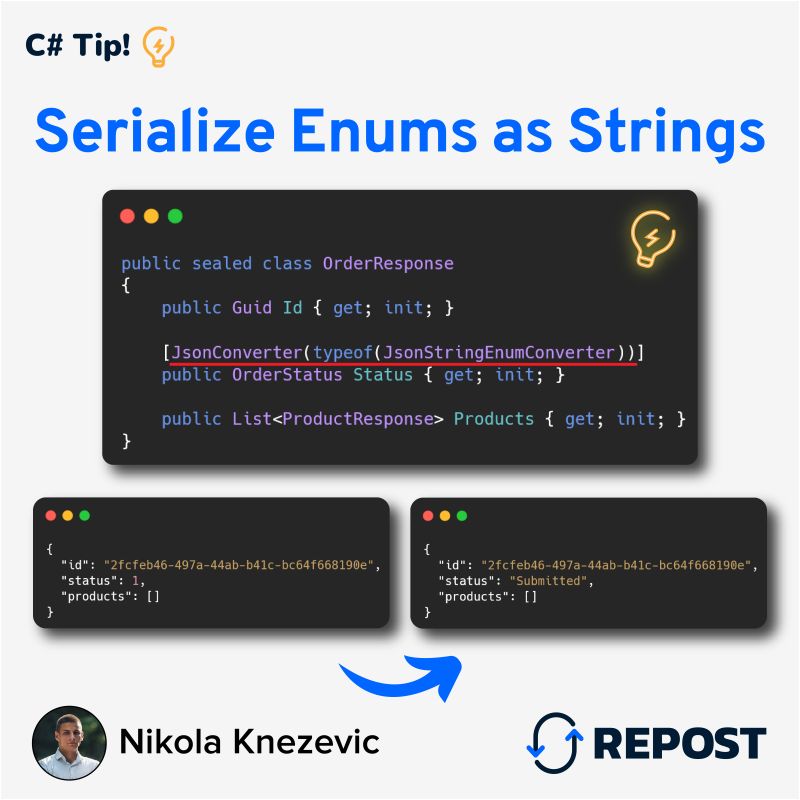 C# Tip!
Serialize Enums as Strings
public sealed class OrderResponse
{
    public Guid Id { get; init; }
    [JsonConverter(typeof(JsonStringEnumConverter))]
    public OrderStatus Status { get; init; }
    public List<ProductResponse> Products { get; init; }
}
{
  "id": "2fcfeb46-497a-44ab-b41c-bc64f668190e",
  "status": 1,
  "products": []
}
{
  "id": "2fcfeb46-497a-44ab-b41c-bc64f668190e",
  "status": "Submitted",
  "products": []
}
Nikola Knezevic
REPOST